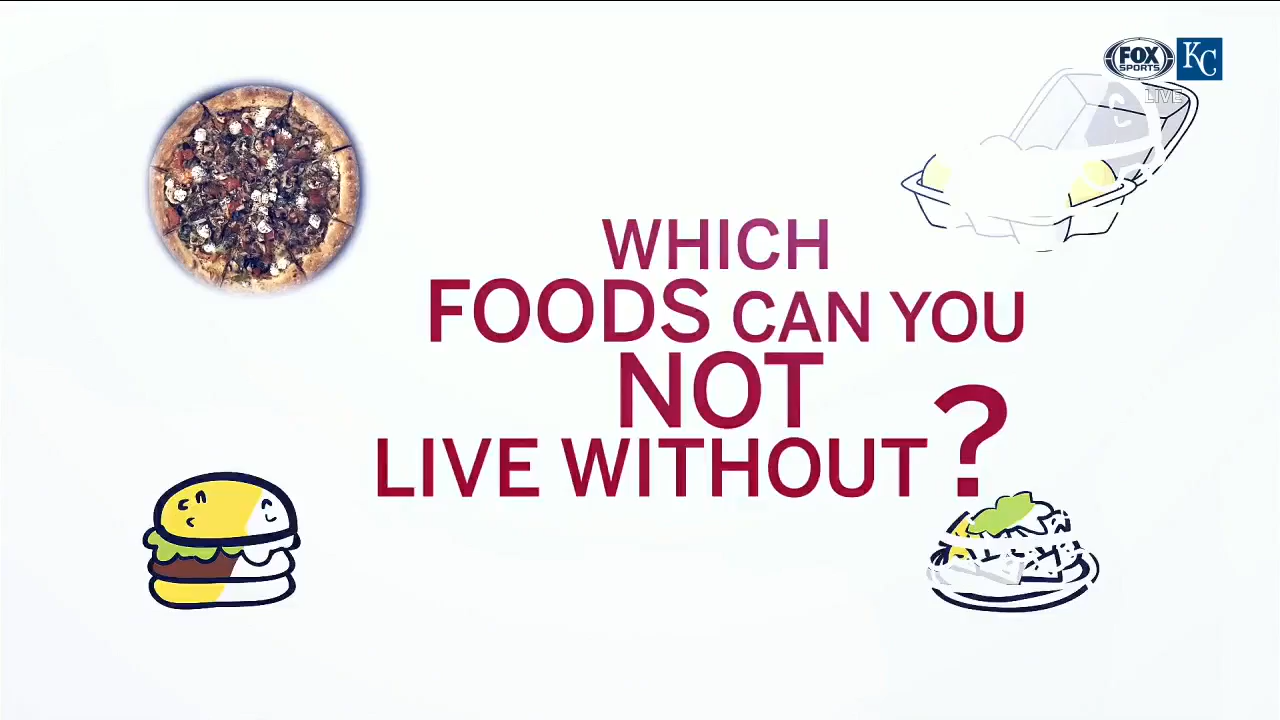 FOX
SPORTS
KC
LIVE
WHICH
FOODS CAN YOU
NOT
LIVE WITHOUT?